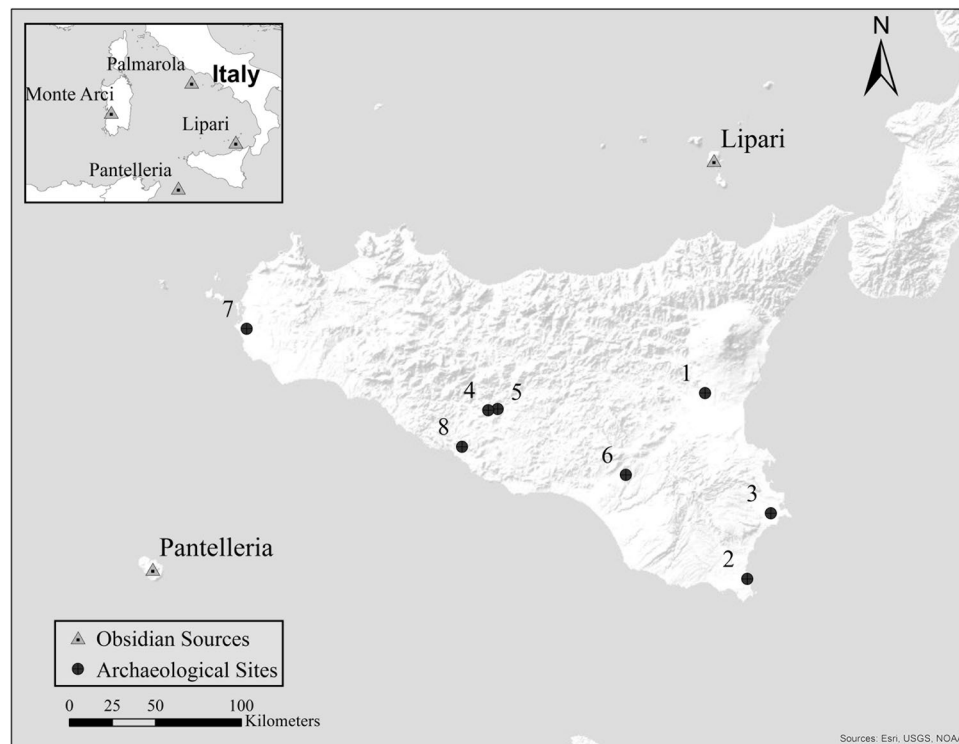 Palmarola
Italy
Monte Arci
Lipari
Pantelleria
N
Lipari
7
1
4 5
8
6
3
2
Pantelleria
Obsidian Sources
Archaeological Sites
0 25 50 100
Kilometers
Sources: Esri, USGS, NOAA